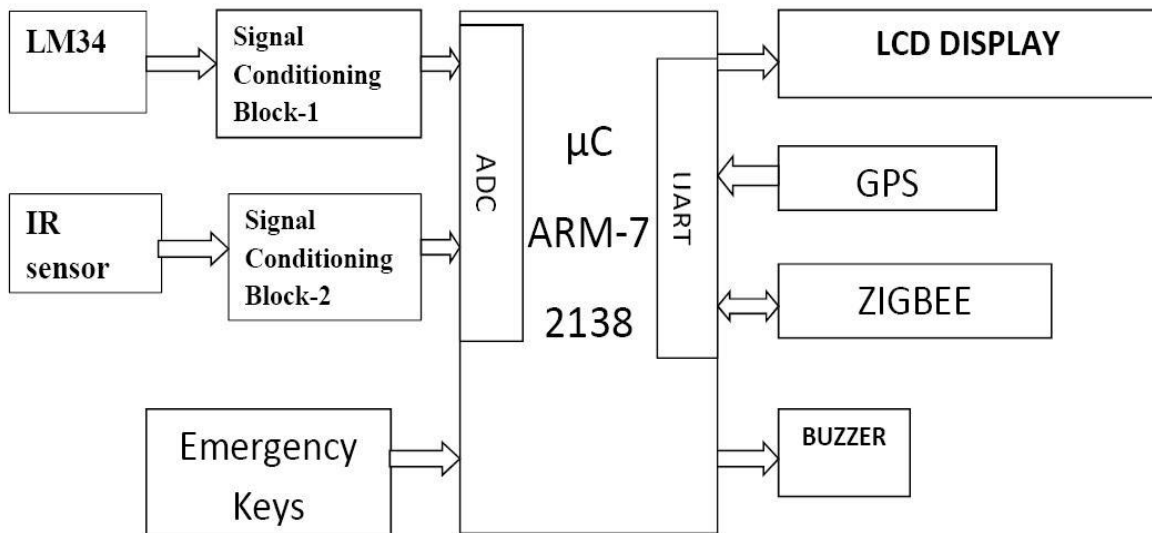 LM34
Signal
Conditioning
Block-1
IR
sensor
Signal
Conditioning
Block-2
Emergency
Keys
ADC
µC
ARM-7
2138
UART
LCD DISPLAY
GPS
ZIGBEE
BUZZER